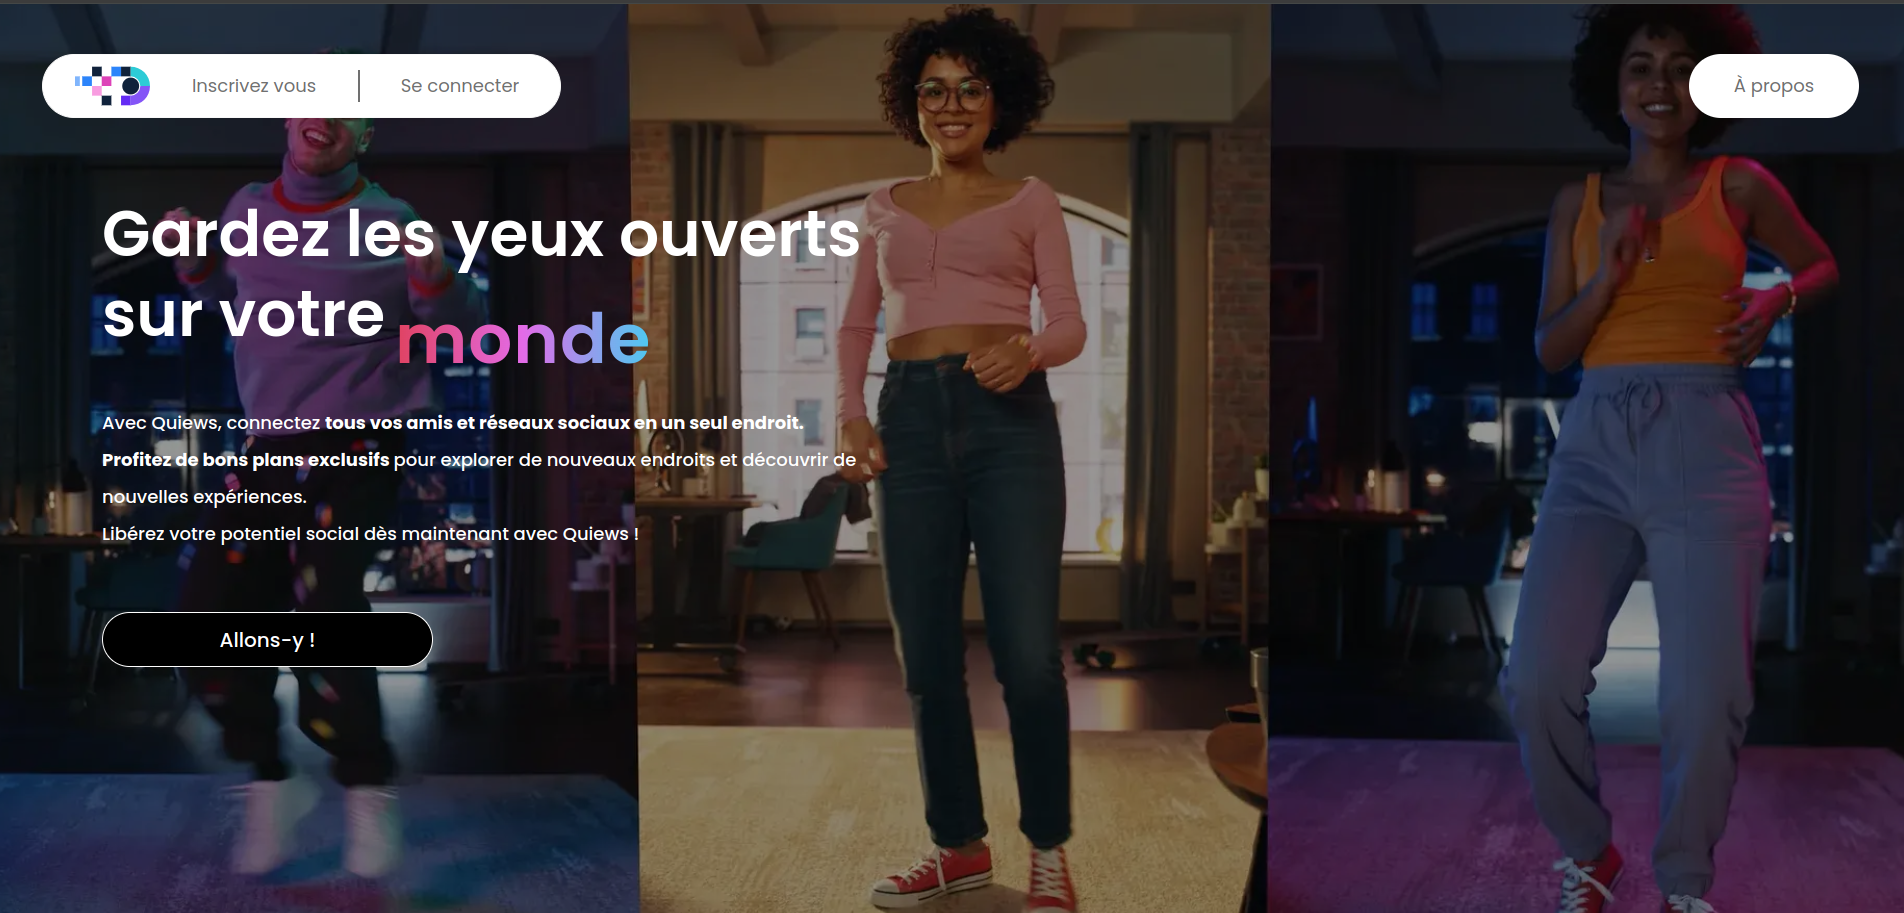 Inscrivez vous
Se connecter
À propos
Gardez les yeux ouverts
sur votre monde
Avec Quiews, connectez tous vos amis et réseaux sociaux en un seul endroit.
Profitez de bons plans exclusifs pour explorer de nouveaux endroits et découvrir de
nouvelles expériences.
Libérez votre potentiel social dès maintenant avec Quiews !
Allons-y !